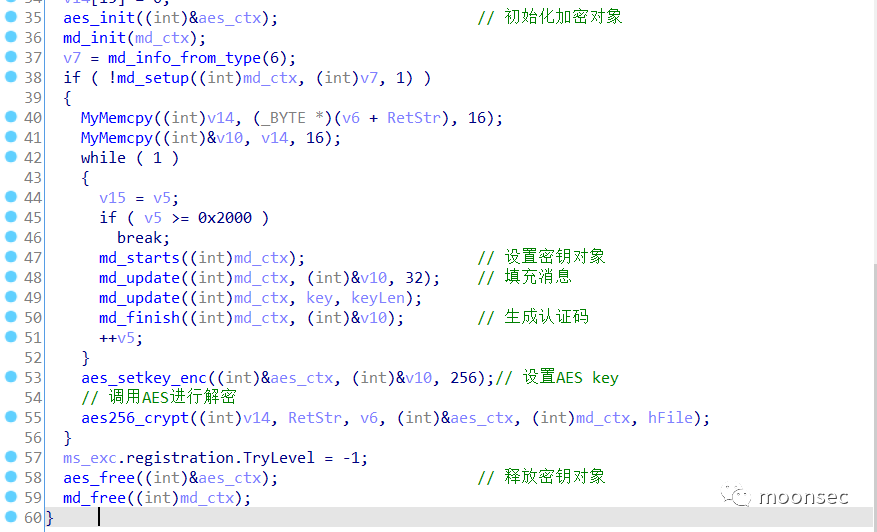 35 aes_init((int)&aes_ctx); // 初始化加密对象
36 md_init(md_ctx);
37 v7 = md_info_from_type(6);
38 if ( !md_setup((int)md_ctx, (int)v7, 1) )
39 {
40 MyMemcpy((int)v14, (_BYTE *)(v6 + RetStr), 16);
41 MyMemcpy((int)&v10, v14, 16);
42 while ( 1 )
43 {
44 v15 = v5;
45 if ( v5 >= 0x2000 )
46 break;
47 md_starts((int)md_ctx); // 设置密钥对象
48 md_update((int)md_ctx, (int)&v10, 32); // 填充消息
49 md_update((int)md_ctx, key, keyLen);
50 md_finish((int)md_ctx, (int)&v10); // 生成认证码
51 ++v5;
52 }
53 aes_setkey_enc((int)&aes_ctx, (int)&v10, 256);// 设置AES key
54 // 调用AES进行解密
55 aes256_crypt((int)v14, RetStr, v6, (int)&aes_ctx, (int)md_ctx, hFile);
56 }
57 ms_exc.registration.TryLevel = -1;
58 aes_free((int)&aes_ctx); // 释放密钥对象
59 md_free((int)md_ctx);
60 }
moonsec